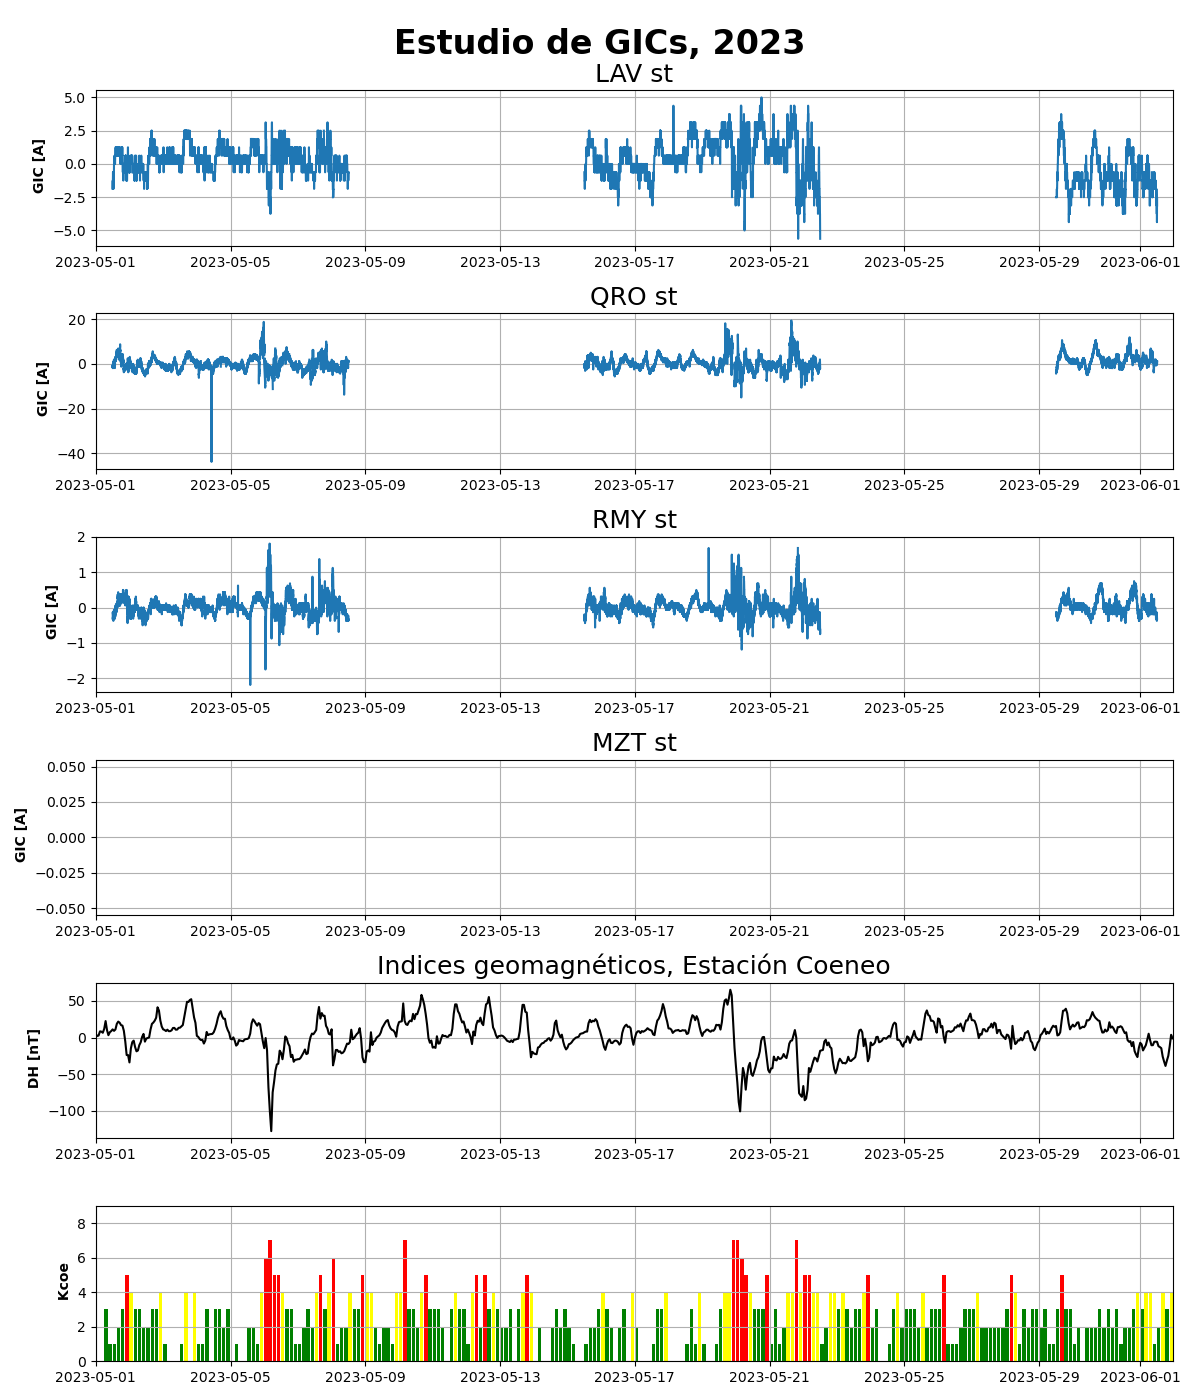 Estudio de GICs, 2023
LAV st
GIC [A]
5.0
2.5
0.0
−2.5
−5.0
2023-05-01 2023-05-05 2023-05-09 2023-05-13 2023-05-17 2023-05-21 2023-05-25 2023-05-29 2023-06-01
QRO st
GIC [A]
20
0
−20
−40
2023-05-01 2023-05-05 2023-05-09 2023-05-13 2023-05-17 2023-05-21 2023-05-25 2023-05-29 2023-06-01
RMY st
GIC [A]
2
1
0
−1
−2
2023-05-01 2023-05-05 2023-05-09 2023-05-13 2023-05-17 2023-05-21 2023-05-25 2023-05-29 2023-06-01
MZT st
GIC [A]
0.050
0.025
0.000
−0.025
−0.050
2023-05-01 2023-05-05 2023-05-09 2023-05-13 2023-05-17 2023-05-21 2023-05-25 2023-05-29 2023-06-01
Indices geomagnéticos, Estación Coeneo
DH [nT]
50
0
−50
−100
2023-05-01 2023-05-05 2023-05-09 2023-05-13 2023-05-17 2023-05-21 2023-05-25 2023-05-29 2023-06-01
Kcoe
8
6
4
2
0
2023-05-01 2023-05-05 2023-05-09 2023-05-13 2023-05-17 2023-05-21 2023-05-25 2023-05-29 2023-06-01